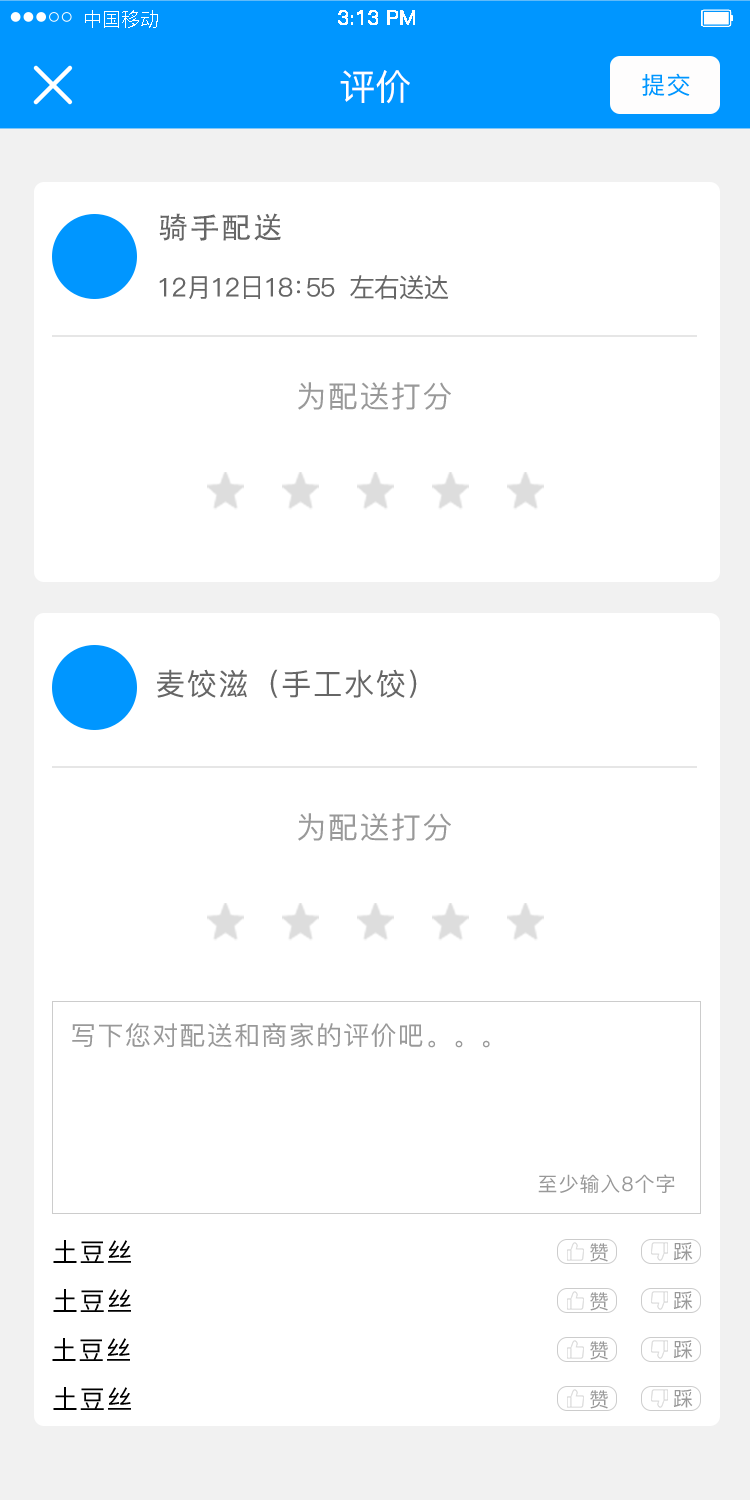 中国移动 3:13 PM
评价 提交
骑手配送
12月12日18:55 左右送达
为配送打分
麦饺滋（手工水饺）
为配送打分
写下您对配送和商家的评价吧。。。
至少输入8个字
土豆丝 赞 踩
土豆丝 赞 踩
土豆丝 赞 踩
土豆丝 赞 踩